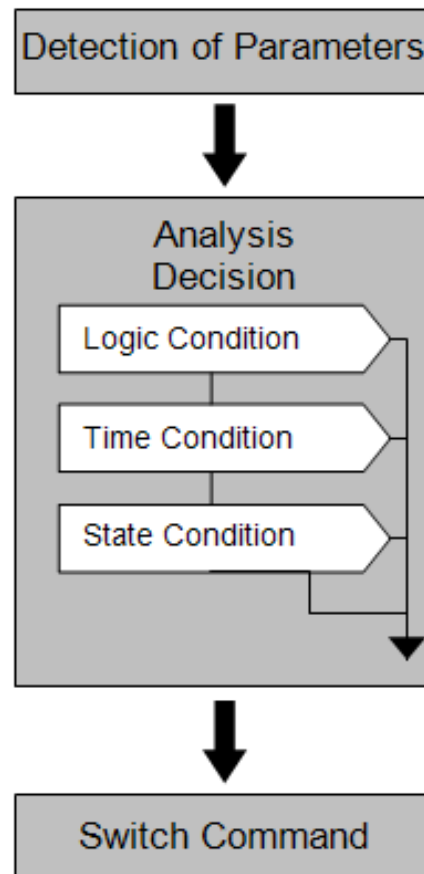 Detection of Parameters
Analysis
Decision
Logic Condition
Time Condition
State Condition
Switch Command